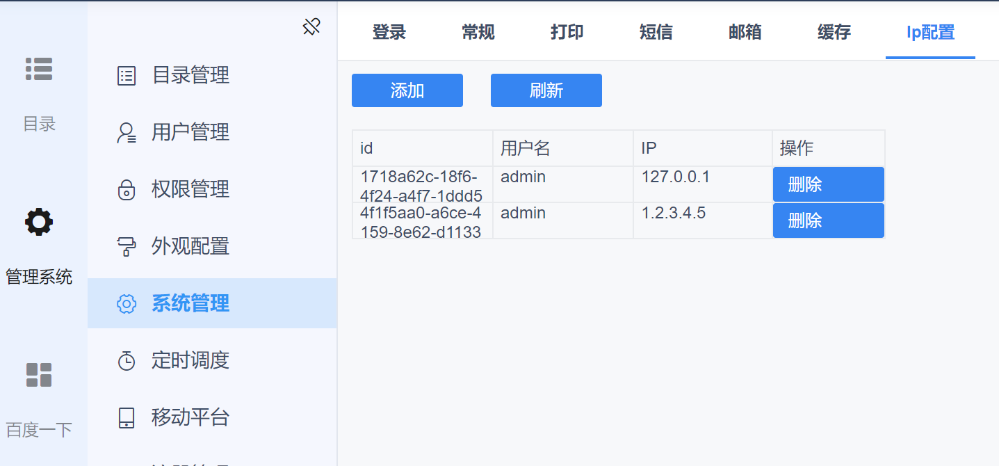 目录
管理系统
百度一下
目录管理
用户管理
权限管理
外观配置
系统管理
定时调度
移动平台
登录 常规 打印 短信 邮箱 缓存 Ip配置
添加 刷新
id 用户名 IP 操作
1718a62c-18f6- admin 127.0.0.1 删除
4f24-a4f7-1ddd5
4f1f5aa0-a6ce-4 admin 1.2.3.4.5 删除
159-8e62-d1133